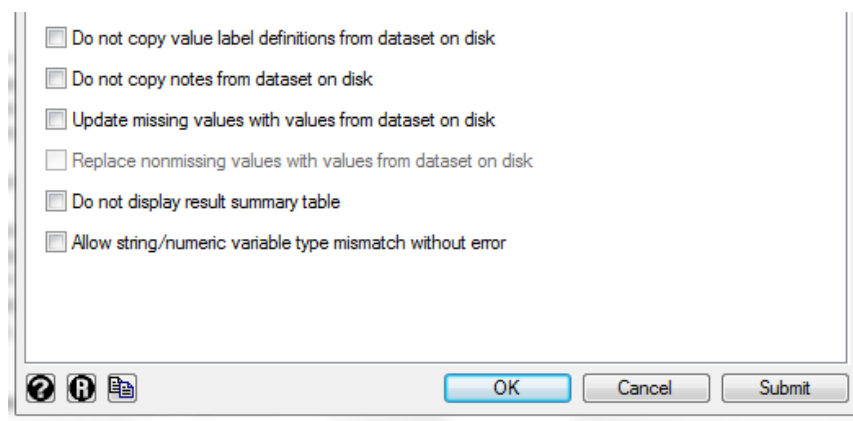 Do not copy value label definitions from dataset on disk
Do not copy notes from dataset on disk
Update missing values with values from dataset on disk
Replace nonmissing values with values from dataset on disk
Do not display result summary table
Allow string/numeric variable type mismatch without error
? R OK Cancel Submit